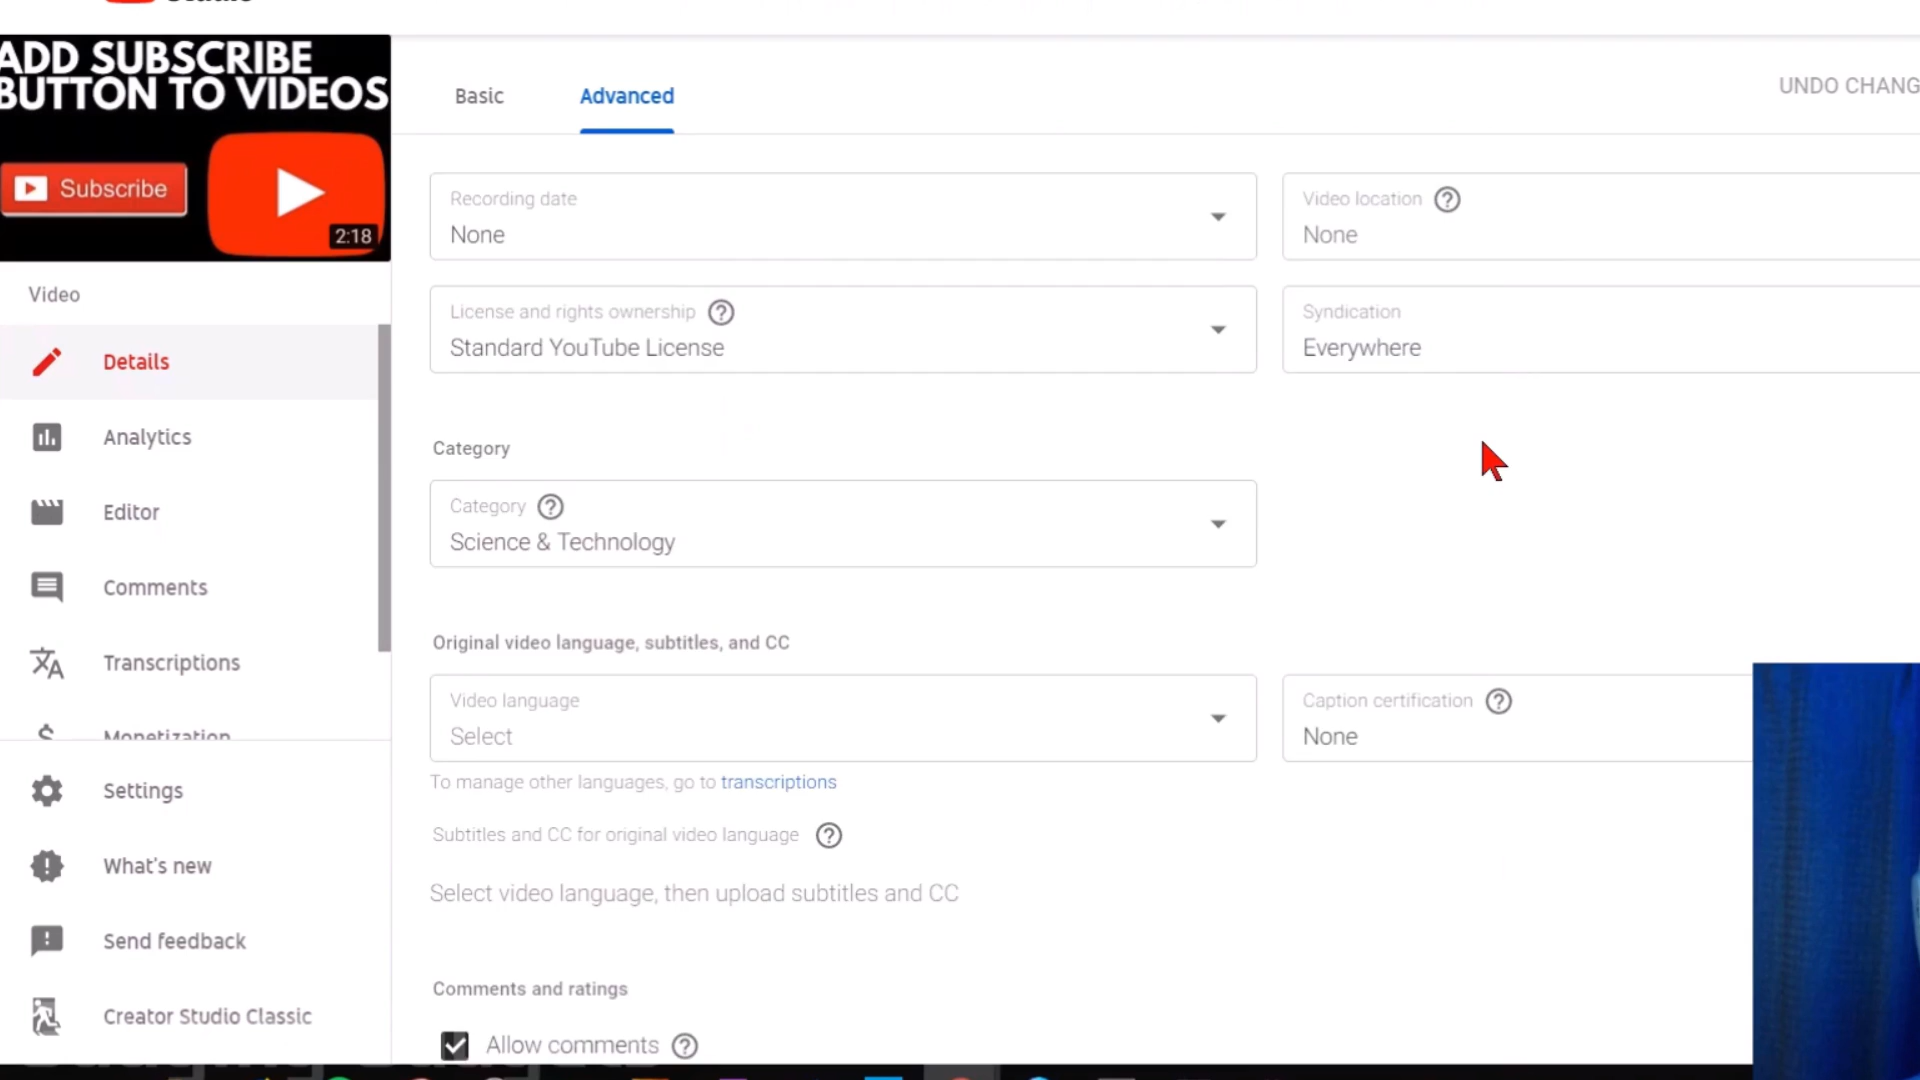 ADD SUBSCRIBE
BUTTON TO VIDEOS
Subscribe
2:18
Video
Details
Analytics
Editor
Comments
Transcriptions
Monetization
Settings
What's new
Send feedback
Creator Studio Classic
Basic
Advanced
UNDO CHANG
Recording date
None
Video location
None
License and rights ownership
Standard YouTube License
Syndication
Everywhere
Category
Category
Science & Technology
Original video language, subtitles, and CC
Video language
Select
Caption certification
None
To manage other languages, go to transcriptions
Subtitles and CC for original video language
Select video language, then upload subtitles and CC
Comments and ratings
Allow comments